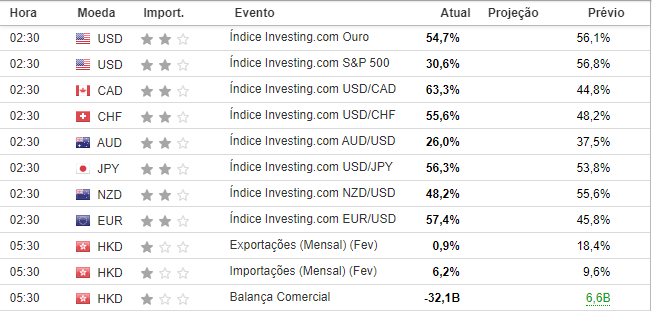 Hora Moeda Import. Evento Atual Projeção Prévio
02:30 USD Índice Investing.com Ouro 54,7% 56,1%
02:30 USD Índice Investing.com S&P 500 30,6% 56,8%
02:30 CAD Índice Investing.com USD/CAD 63,3% 44,8%
02:30 CHF Índice Investing.com USD/CHF 55,6% 48,2%
02:30 AUD Índice Investing.com AUD/USD 26,0% 37,5%
02:30 JPY Índice Investing.com USD/JPY 56,3% 53,8%
02:30 NZD Índice Investing.com NZD/USD 48,2% 55,6%
02:30 EUR Índice Investing.com EUR/USD 57,4% 45,8%
05:30 HKD Exportações (Mensal) (Fev) 0,9% 18,4%
05:30 HKD Importações (Mensal) (Fev) 6,2% 9,6%
05:30 HKD Balança Comercial -32,1B 6,6B